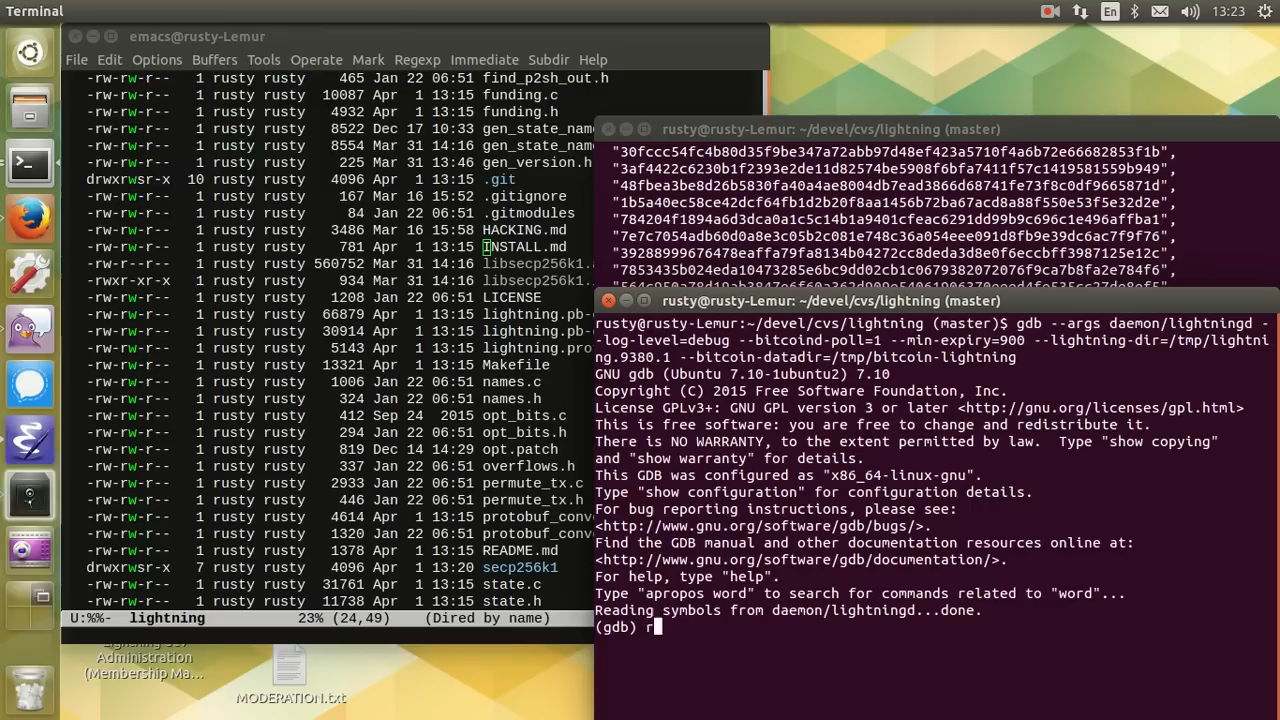 Terminal
En
13:23
emacs@rusty-Lemur
File Edit Options Buffers Tools Operate Mark Regexp Immediate Subdir Help
-rw-rw-r-- 1 rusty rusty 465 Jan 22 06:51 find_p2sh_out.h
-rw-rw-r-- 1 rusty rusty 10087 Apr 1 13:15 funding.c
-rw-rw-r-- 1 rusty rusty 4932 Apr 1 13:15 funding.h
-rw-rw-r-- 1 rusty rusty 8522 Dec 17 10:33 gen_state_name
-rw-rw-r-- 1 rusty rusty 8554 Mar 31 14:16 gen_state_name
-rw-rw-r-- 1 rusty rusty 225 Mar 31 13:46 gen_version.h
drwxrwsr-x 10 rusty rusty 4096 Apr 1 13:15 .git
-rw-rw-r-- 1 rusty rusty 167 Mar 16 15:52 .gitignore
-rw-rw-r-- 1 rusty rusty 84 Jan 22 06:51 .gitmodules
-rw-rw-r-- 1 rusty rusty 3486 Mar 16 15:58 HACKING.md
-rw-rw-r-- 1 rusty rusty 781 Apr 1 13:15 INSTALL.md
-rw-r--r-- 1 rusty rusty 560752 Mar 31 14:16 libsecp256k1.
-rwxr-xr-x 1 rusty rusty 934 Mar 31 14:16 libsecp256k1.
-rw-rw-r-- 1 rusty rusty 1208 Jan 22 06:51 LICENSE
-rw-rw-r-- 1 rusty rusty 66879 Apr 1 13:15 lightning.pb-
-rw-rw-r-- 1 rusty rusty 30914 Apr 1 13:15 lightning.pb-
-rw-rw-r-- 1 rusty rusty 5143 Apr 1 13:15 lightning.pro
-rw-rw-r-- 1 rusty rusty 13321 Apr 1 13:15 Makefile
-rw-rw-r-- 1 rusty rusty 1006 Jan 22 06:51 names.c
-rw-rw-r-- 1 rusty rusty 324 Jan 22 06:51 names.h
-rw-rw-r-- 1 rusty rusty 412 Sep 24 2015 opt_bits.c
-rw-rw-r-- 1 rusty rusty 294 Jan 22 06:51 opt_bits.h
-rw-rw-r-- 1 rusty rusty 819 Dec 14 14:29 opt.patch
-rw-rw-r-- 1 rusty rusty 337 Jan 22 06:51 overflows.h
-rw-rw-r-- 1 rusty rusty 2933 Jan 22 06:51 permute_tx.c
-rw-rw-r-- 1 rusty rusty 446 Jan 22 06:51 permute_tx.h
-rw-rw-r-- 1 rusty rusty 4614 Apr 1 13:15 protobuf_conv
-rw-rw-r-- 1 rusty rusty 1320 Jan 22 06:51 protobuf_conv
-rw-rw-r-- 1 rusty rusty 1378 Jan 22 06:51 README.md
drwxrwsr-x 7 rusty rusty 4096 Apr 1 13:20 secp256k1
-rw-rw-r-- 1 rusty rusty 31761 Apr 1 13:15 state.c
-rw-rw-r-- 1 rusty rusty 11738 Apr 1 13:15 state.h
U:%%- lightning 23% (24,49) (Dired by name)
Administration
(Membership Ma...
MODERATION.txt
rusty@rusty-Lemur: ~/devel/cvs/lightning (master)
"30fccc54fc4b80d35f9be347a72abb97d48ef423a5710f4a6b72e66682853f1b",
"3af4422c6230b1f2393e2de11d82574be5908f6bfa7411f57c1419581559b949",
"48fbea3be8d26b5830fa40a4ae8004db7ead3866d68741fe73f8c0df9665871d",
"1b5a40ec58ce42dcf64fb1d2b20f8aa1456b72ba67acd8a88f550e53f5e32d2e",
"784204f1894a6d3dca0a1c5c14b1a9401cfeac6291dd99b9c696c1e496affba1",
"7e7c7054adb60d0a8e3c05b2c081e748c36a054eee398b9e39dc6ac7f9f76",
"39288999676478eaffa79fa8134b04272cc8deda3d8e0f6eccbff3987125e12c",
"7853435b024eda10473285e6bc9dd02cb1c0679382072076f9ca7b8fa2e784f6",
rusty@rusty-Lemur: ~/devel/cvs/lightning (master)
rusty@rusty-Lemur:~/devel/cvs/lightning (master)$ gdb --args daemon/lightningd -
-log-level=debug --bitcoind-poll=1 --min-expiry=900 --lightning-dir=/tmp/lightni
ng.9380.1 --bitcoin-datadir=/tmp/bitcoin-lightning
GNU gdb (Ubuntu 7.10-1ubuntu2) 7.10
Copyright (C) 2015 Free Software Foundation, Inc.
License GPLv3+: GNU GPL version 3 or later <http://gnu.org/licenses/gpl.html>
This is free software: you are free to change and redistribute it.
There is NO WARRANTY, to the extent permitted by law.  Type "show copying"
and "show warranty" for details.
This GDB was configured as "x86_64-linux-gnu".
Type "show configuration" for configuration details.
For bug reporting instructions, please see:
<http://www.gnu.org/software/gdb/bugs/>.
Find the GDB manual and other documentation resources online at:
<http://www.gnu.org/software/gdb/documentation/>.
For help, type "help".
Type "apropos word" to search for commands related to "word"...
Reading symbols from daemon/lightningd...done.
(gdb) r